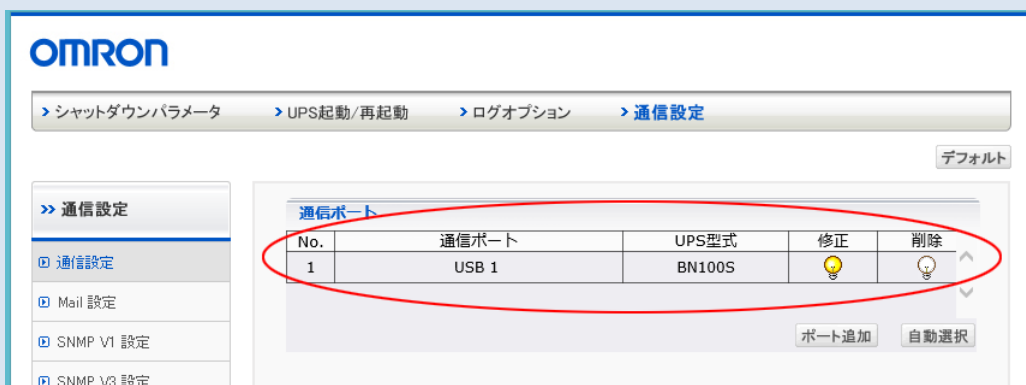 OMRON
シャットダウンパラメータ UPS起動/再起動 ログオプション 通信設定
デフォルト
通信設定
通信設定
Mail 設定
SNMP V1 設定
SNMP V3 設定
通信ポート
No. 通信ポート UPS型式 修正 削除
1 USB 1 BN100S
ポート追加 自動選択